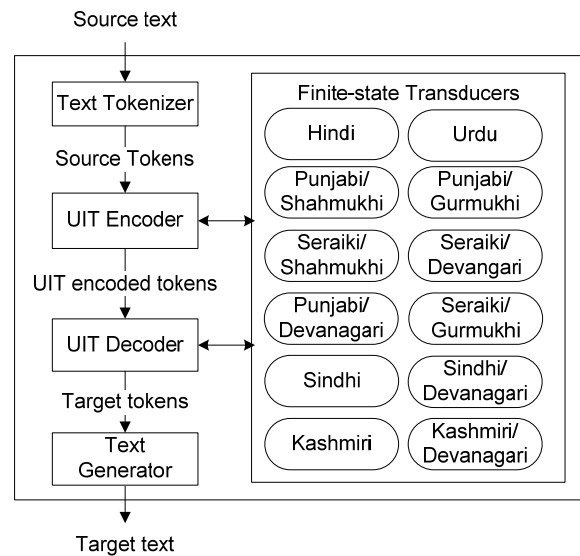 Source text
Text Tokenizer
Source Tokens
UIT Encoder
UIT encoded tokens
UIT Decoder
Target tokens
Text
Generator
Target text
Finite-state Transducers
Hindi
Urdu
Punjabi/
Shahmukhi
Punjabi/
Gurmukhi
Seraiki/
Shahmukhi
Seraiki/
Devangari
Punjabi/
Devanagari
Seraiki/
Gurmukhi
Sindhi
Sindhi/
Devanagari
Kashmiri
Kashmiri/
Devanagari